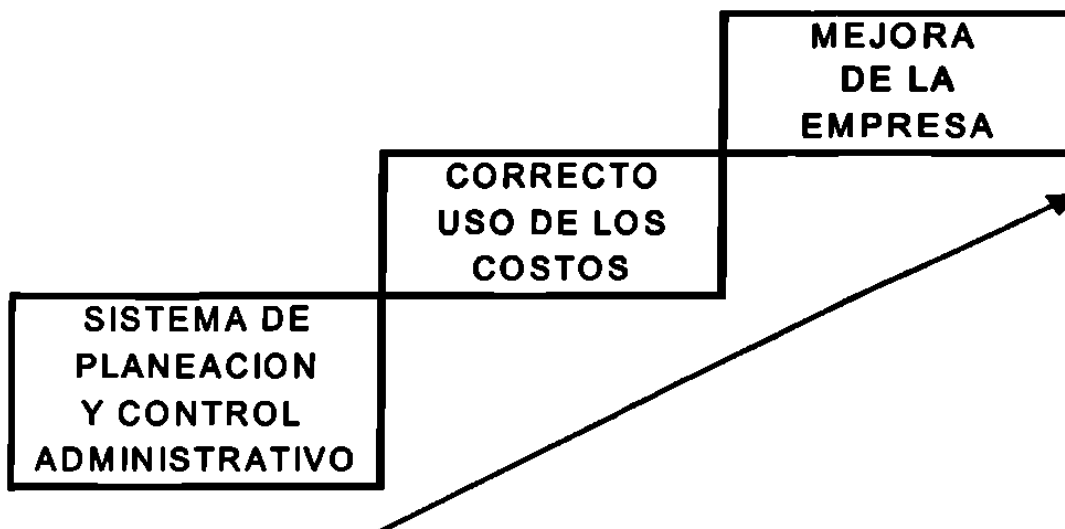 MEJORA
DE LA
EMPRESA
CORRECTO
USO DE LOS
COSTOS
SISTEMA DE
PLANEACION
Y CONTROL
ADMINISTRATIVO